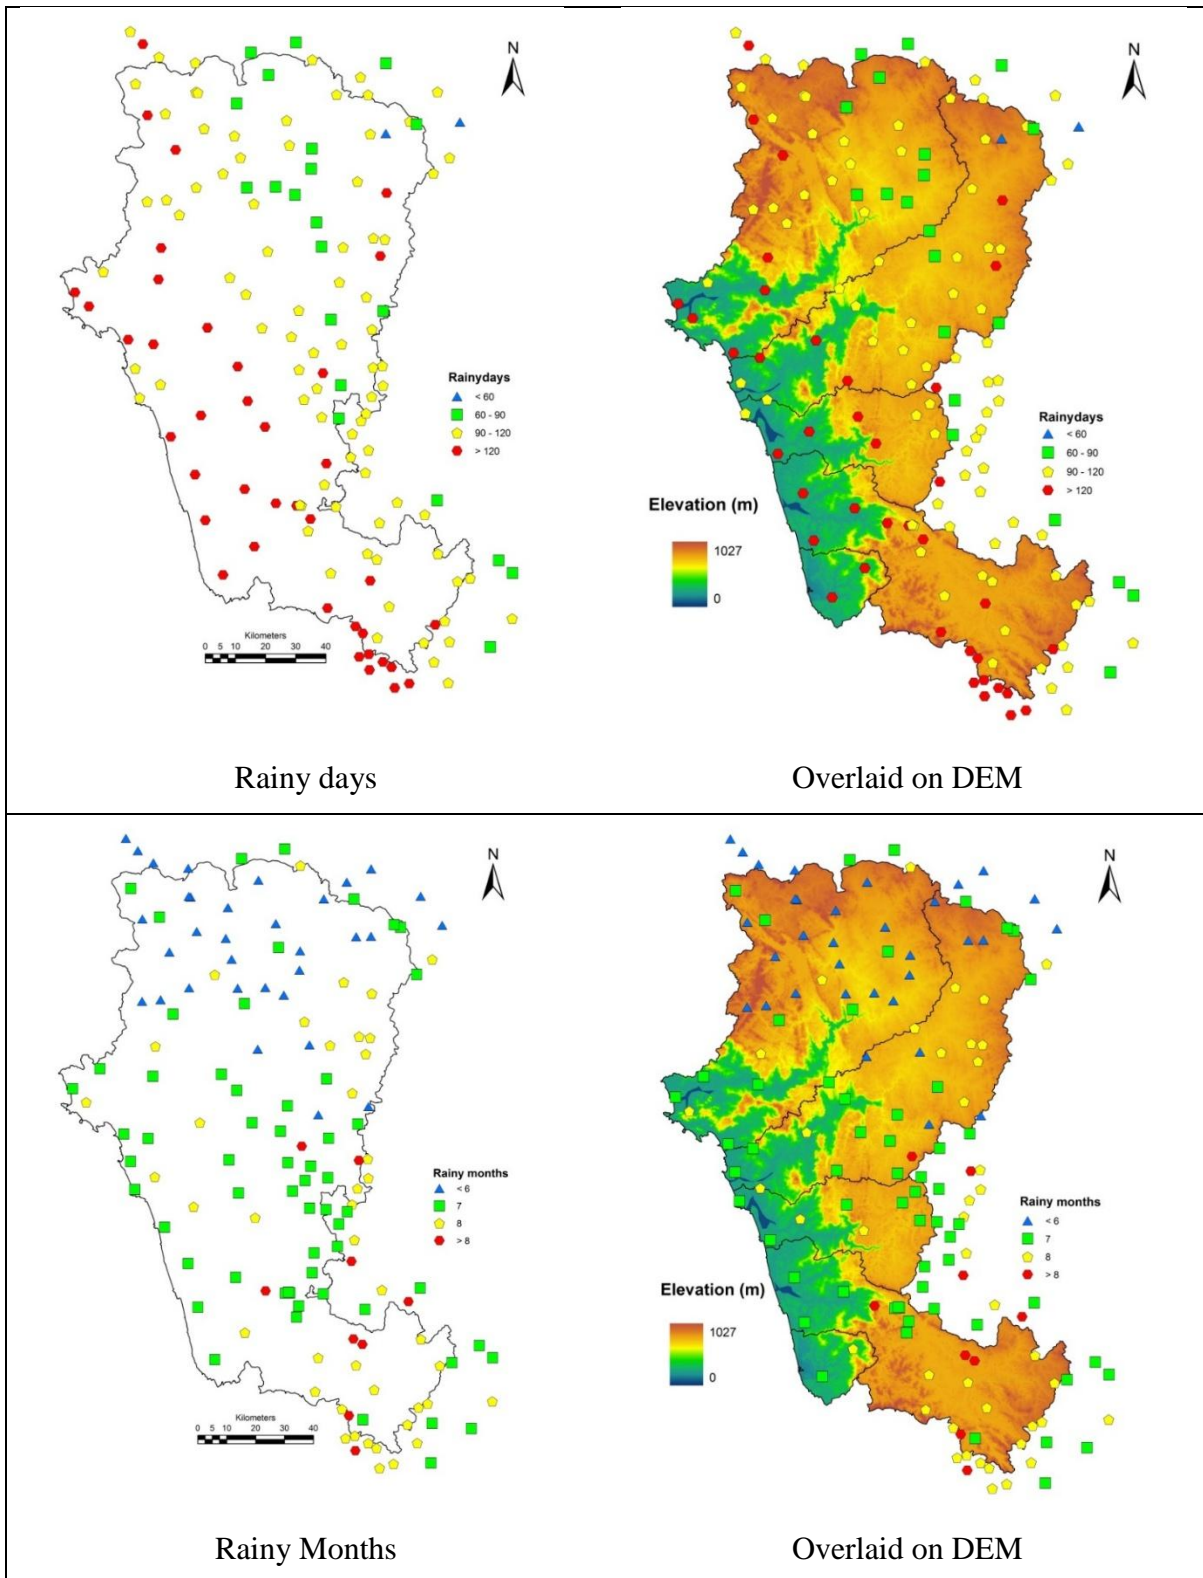 N
Rainydays
< 60
60 - 90
90 - 120
> 120
Kilometers
0 5 10 20 30 40
Rainy days
N
Rainydays
< 60
60 - 90
90 - 120
> 120
Elevation (m)
1027
0
Overlaid on DEM
N
Rainy months
< 6
7
8
> 8
Kilometers
0 5 10 20 30 40
Rainy Months
N
Rainy months
< 6
7
8
> 8
Elevation (m)
1027
0
Overlaid on DEM